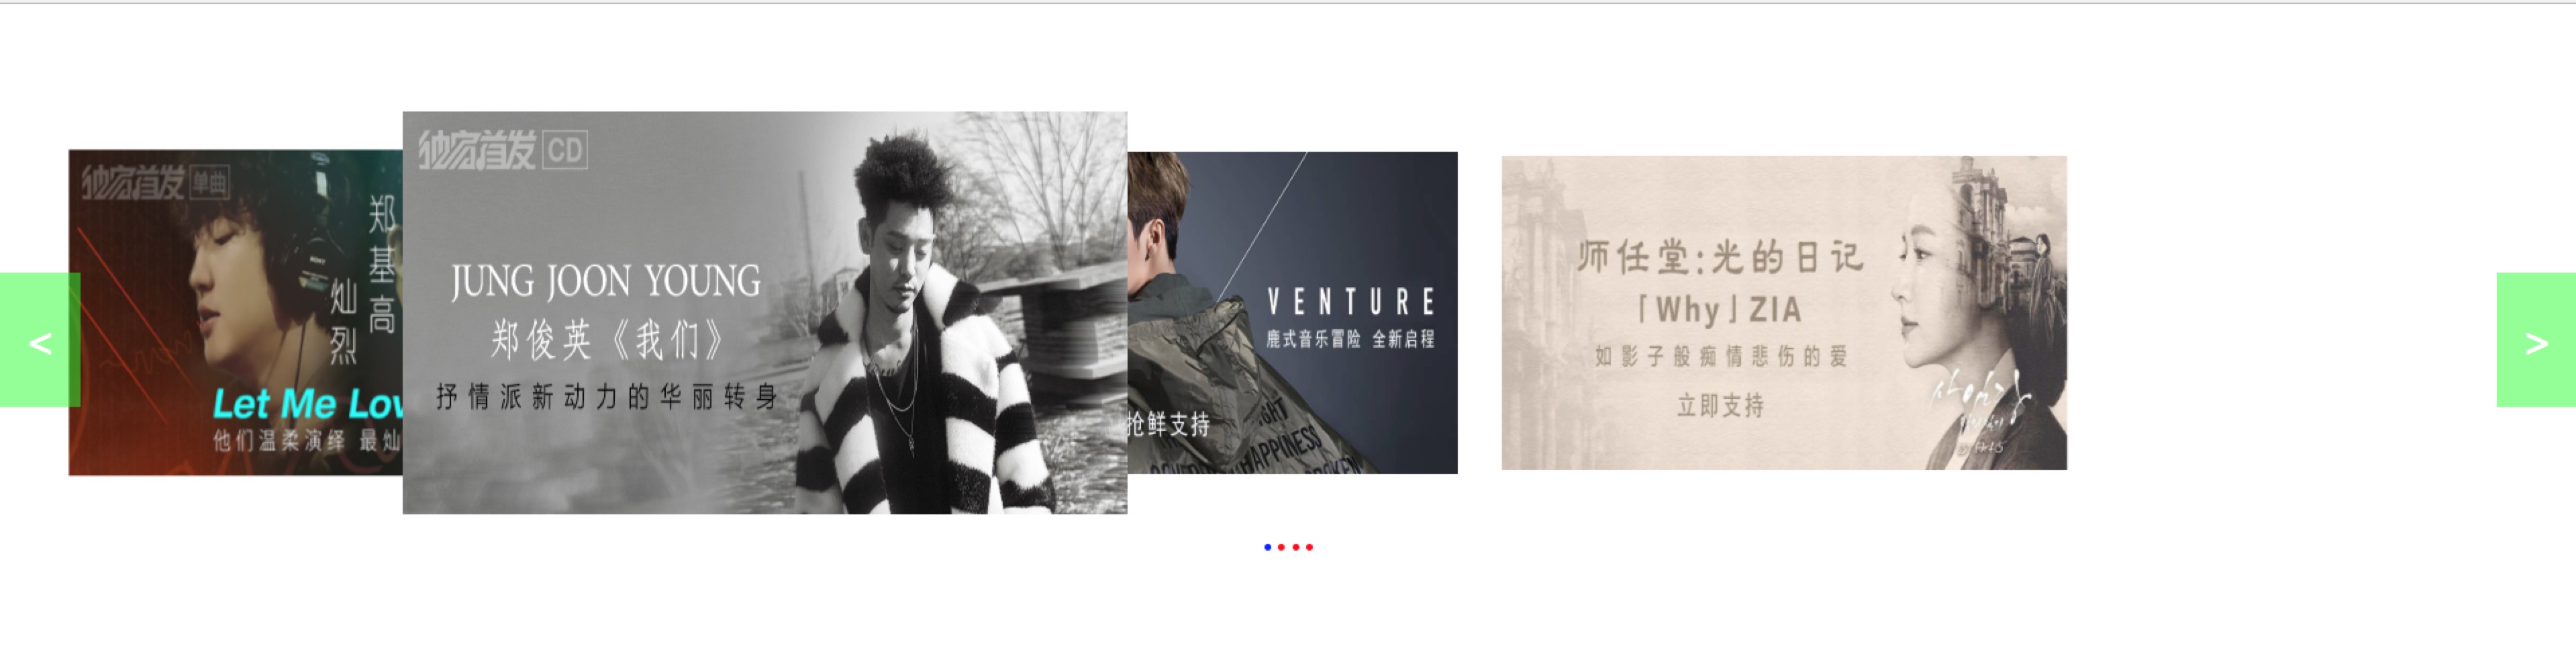 <
独家首发 单曲
郑基高
灿烈
Let Me Lov
他们温柔演绎 最灿
独家首发 CD
JUNG JOON YOUNG
郑俊英《我们》
抒情派新动力的华丽转身
VENTURE
鹿式音乐冒险 全新启程
抢鲜支持
HAPPINESS
师任堂:光的日记
「Why」ZIA
如影子般痴情悲伤的爱
立即支持
사임당
>